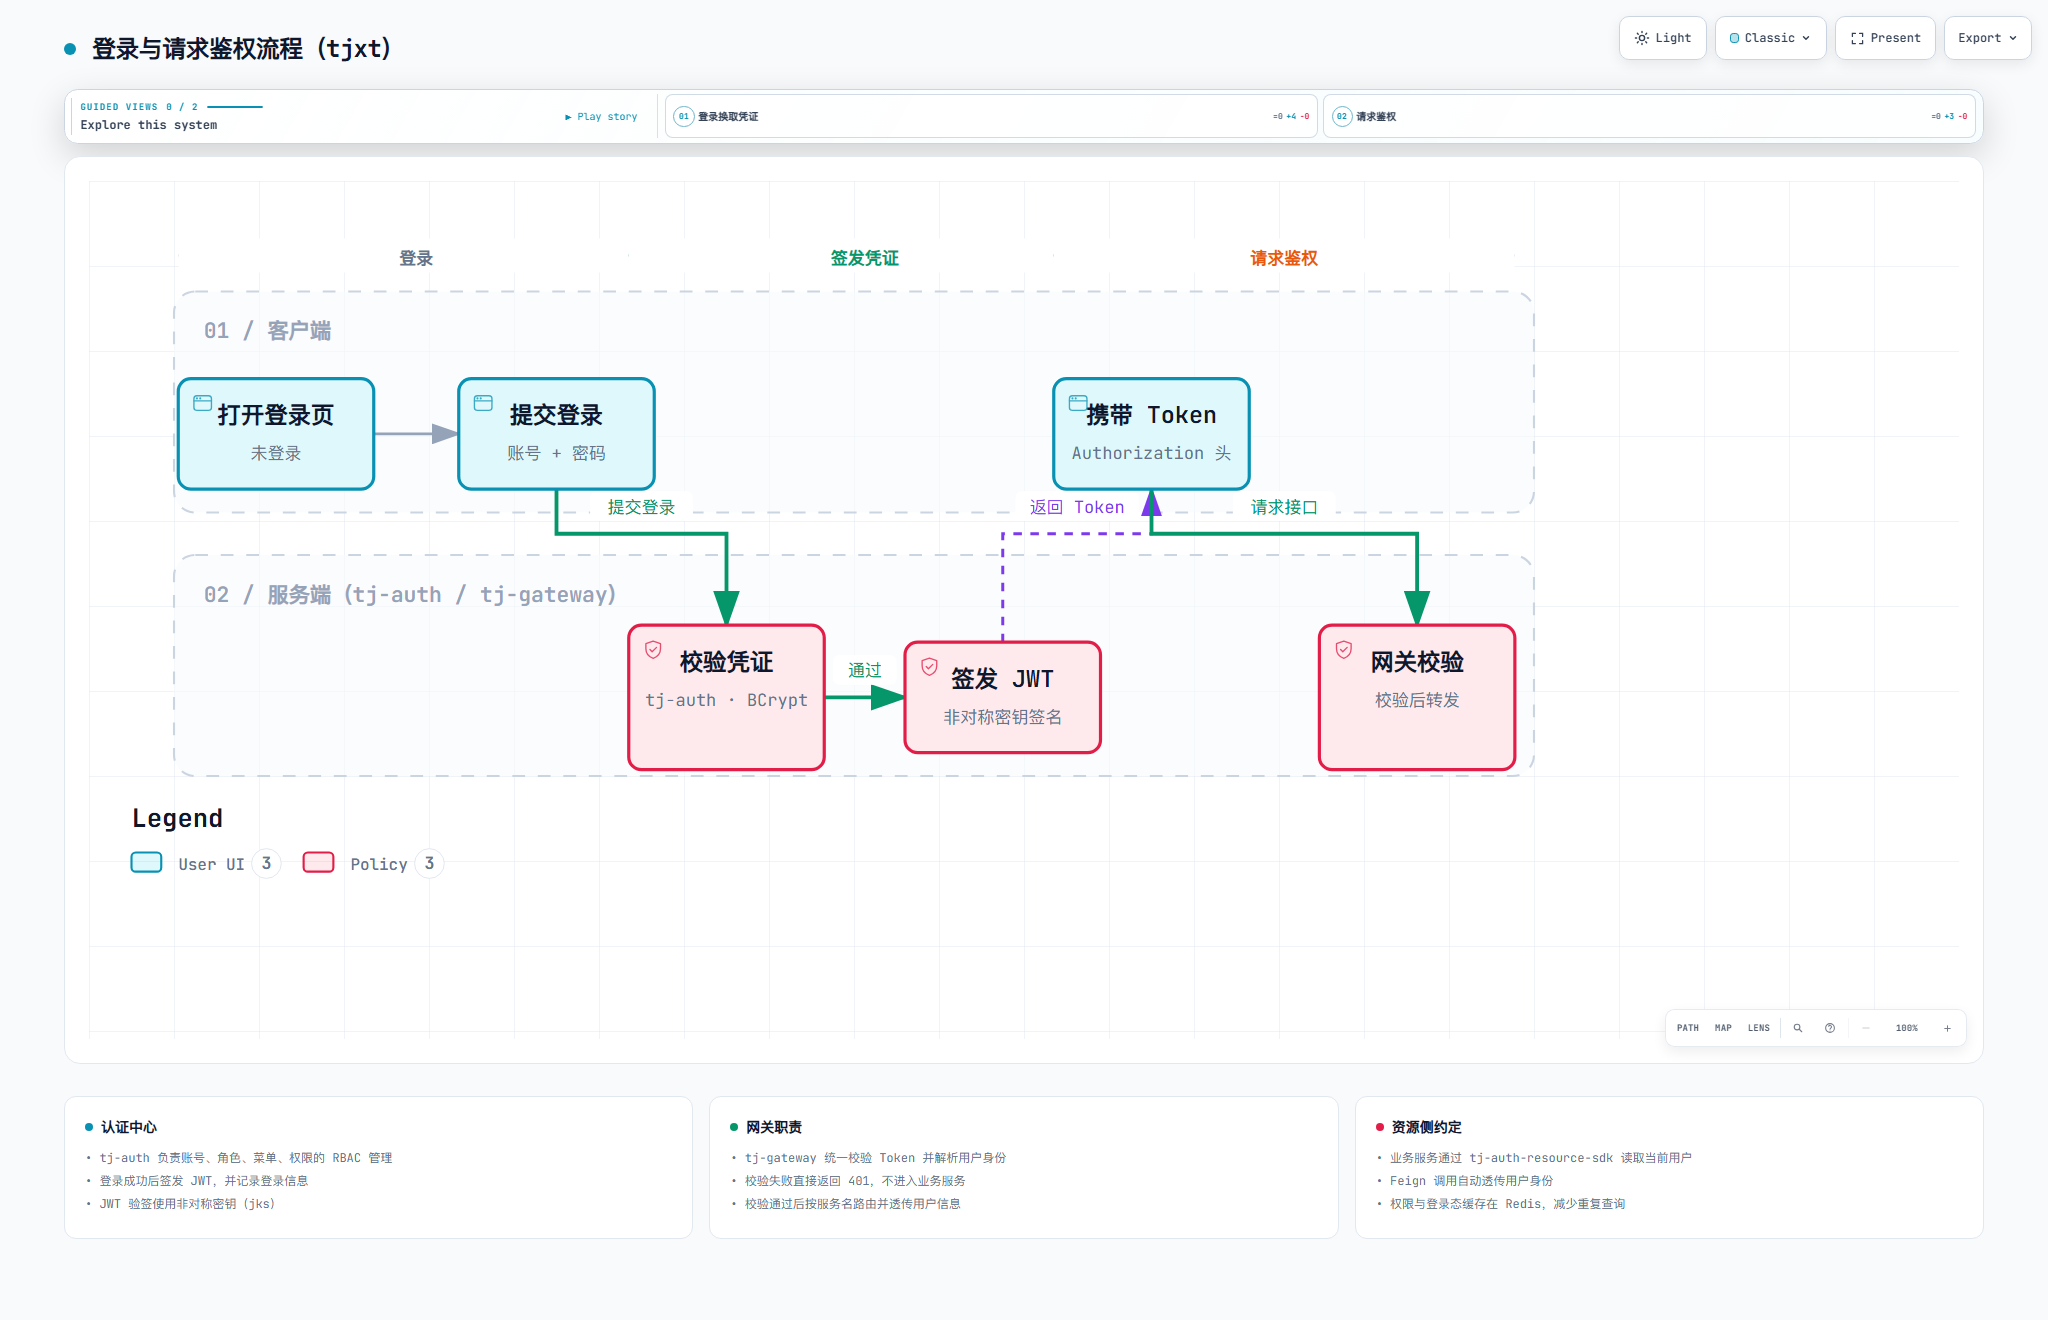 登录与请求鉴权流程（tjxt）
Light
Classic
Present
Export
GUIDED VIEWS 0 / 2
Explore this system
▶ Play story
01 登录换取凭证
=0 +4 -0
02 请求鉴权
=0 +3 -0
登录
签发凭证
请求鉴权
01 / 客户端
打开登录页
未登录
提交登录
账号 + 密码
携带 Token
Authorization 头
提交登录
返回 Token
请求接口
02 / 服务端（tj-auth / tj-gateway）
校验凭证
tj-auth · BCrypt
通过
签发 JWT
非对称密钥签名
网关校验
校验后转发
Legend
User UI 3
Policy 3
PATH
MAP
LENS
100%
认证中心
• tj-auth 负责账号、角色、菜单、权限的 RBAC 管理
• 登录成功后签发 JWT，并记录登录信息
• JWT 验签使用非对称密钥（jks）
网关职责
• tj-gateway 统一校验 Token 并解析用户身份
• 校验失败直接返回 401，不进入业务服务
• 校验通过后按服务名路由并透传用户信息
资源侧约定
• 业务服务通过 tj-auth-resource-sdk 读取当前用户
• Feign 调用自动透传用户身份
• 权限与登录态缓存在 Redis，减少重复查询